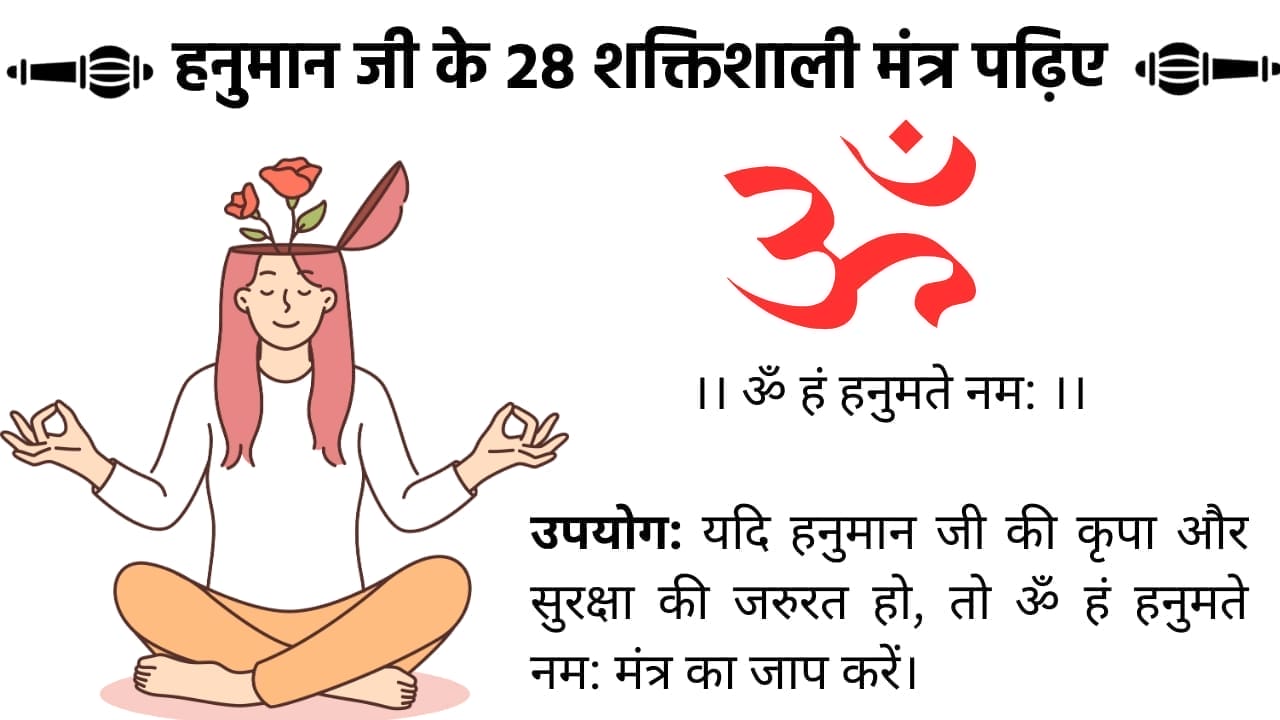 हनुमान जी के 28 शक्तिशाली मंत्र पढ़िए
ॐ
।। ॐ हं हनुमते नम: ।।
उपयोग: यदि हनुमान जी की कृपा और
सुरक्षा की जरुरत हो, तो ॐ हं हनुमते
नम: मंत्र का जाप करें।